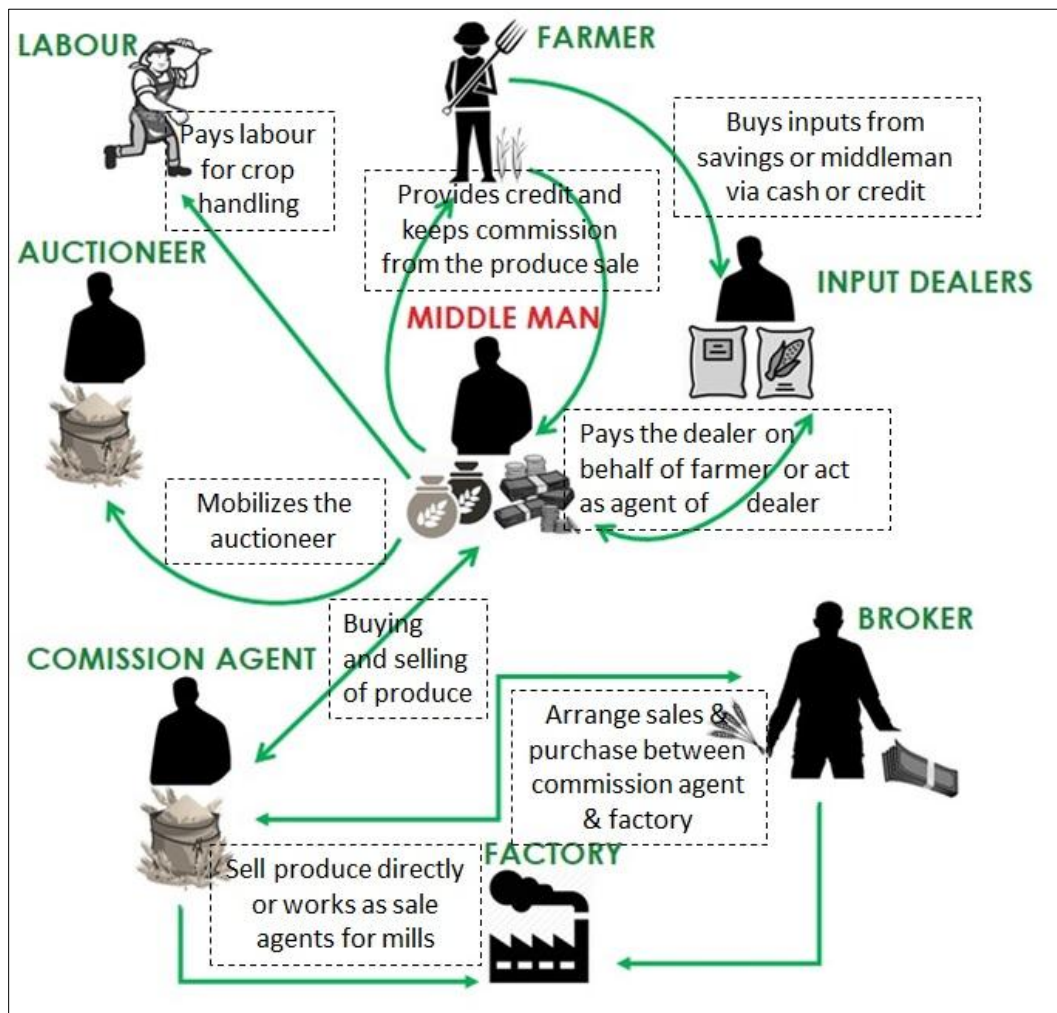 LABOUR
FARMER
Pays labour
for crop
handling
Provides credit and
keeps commission
from the produce sale
Buys inputs from
savings or middleman
via cash or credit
AUCTIONEER
INPUT DEALERS
MIDDLE MAN
Pays the dealer on
behalf of farmer or act
as agent of dealer
Mobilizes the
auctioneer
COMISSION AGENT
Buying
and selling
of produce
BROKER
Arrange sales &
purchase between
commission agent
& factory
FACTORY
Sell produce directly
or works as sale
agents for mills